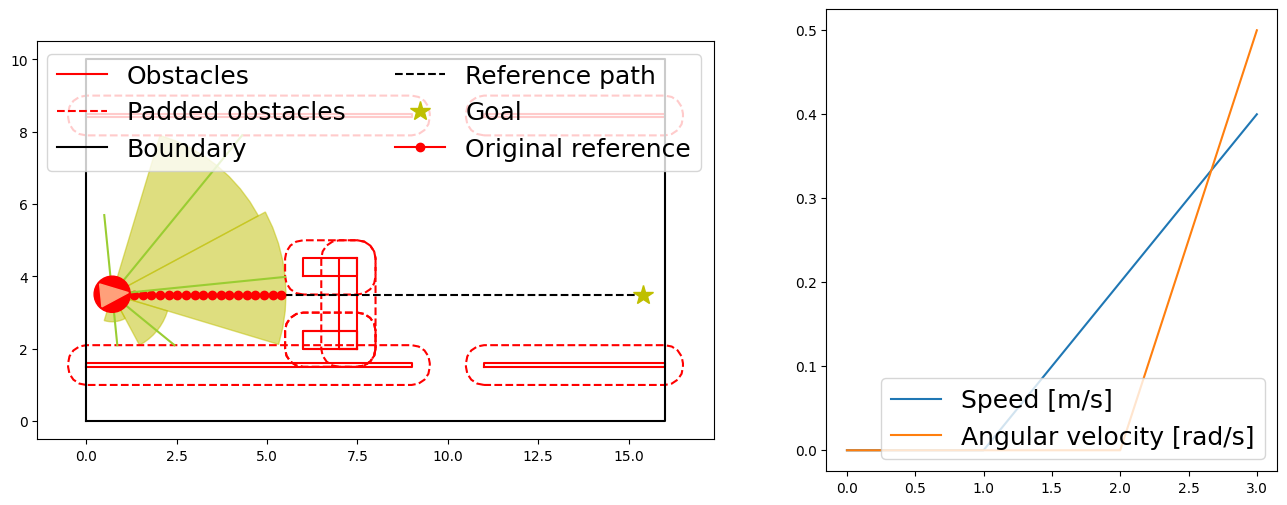 Obstacles
Padded obstacles
Boundary
Reference path
Goal
Original reference
10
8
6
4
2
0
0.0 2.5 5.0 7.5 10.0 12.5 15.0
0.5
0.4
0.3
0.2
0.1
0.0
Speed [m/s]
Angular velocity [rad/s]
0.0 0.5 1.0 1.5 2.0 2.5 3.0